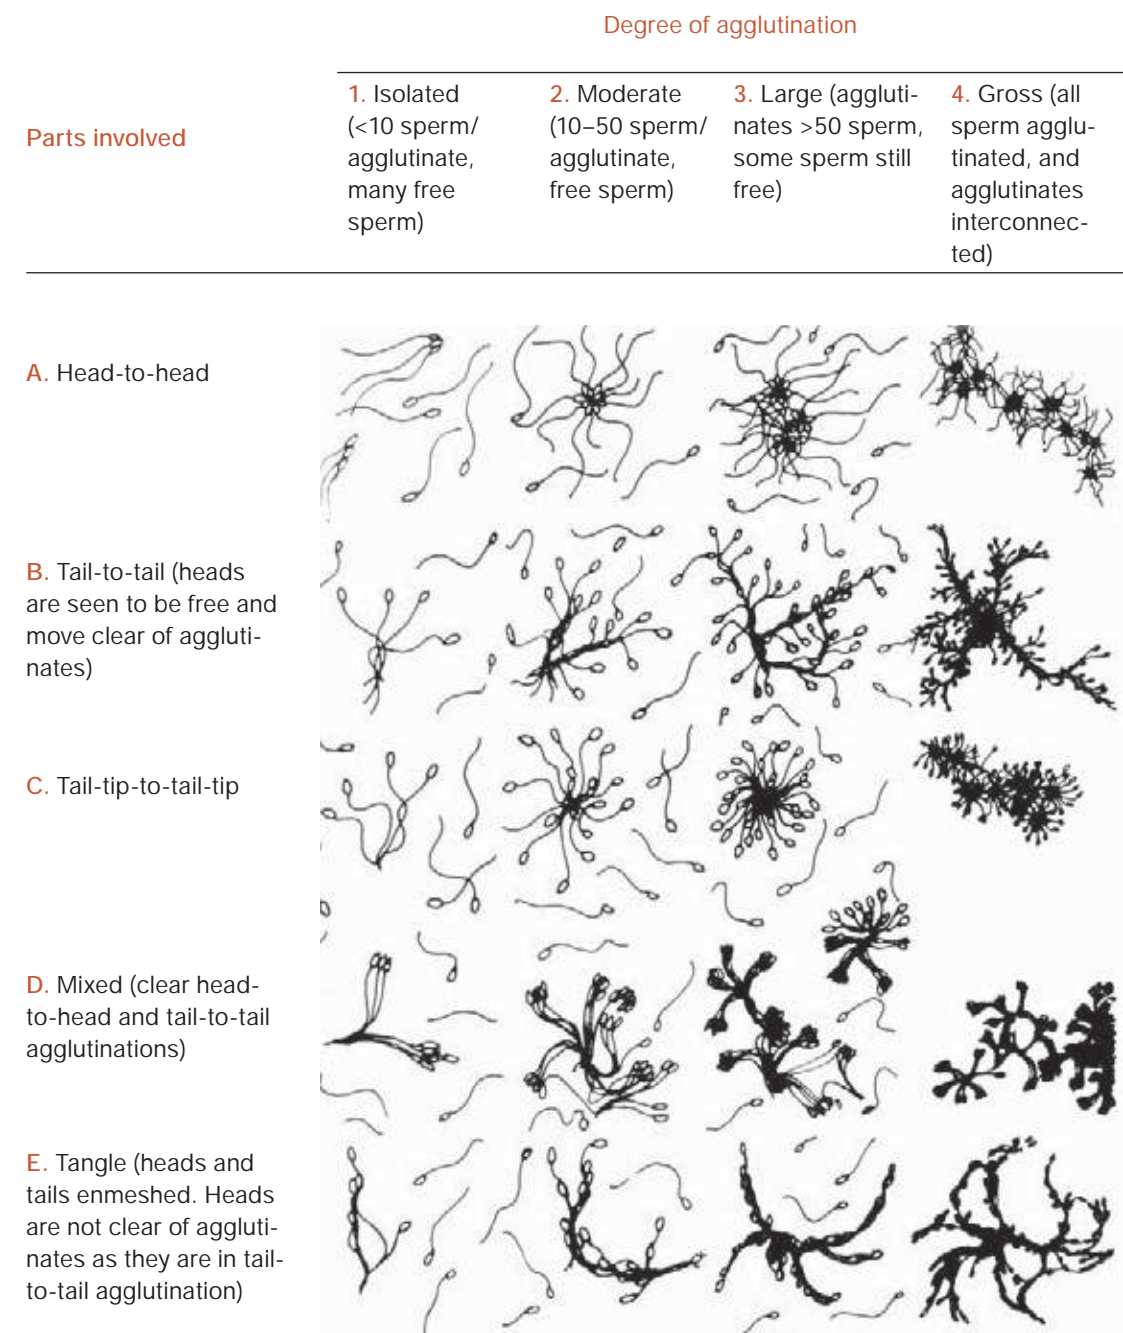 Degree of agglutination
Parts involved
1. Isolated
(<10 sperm/
agglutinate,
many free
sperm)
2. Moderate
(10–50 sperm/
agglutinate,
free sperm)
3. Large (aggluti-
nates >50 sperm,
some sperm still
free)
4. Gross (all
sperm agglu-
tinated, and
agglutinates
interconnec-
ted)
A. Head-to-head
B. Tail-to-tail (heads
are seen to be free and
move clear of aggluti-
nates)
C. Tail-tip-to-tail-tip
D. Mixed (clear head-
to-head and tail-to-tail
agglutinations)
E. Tangle (heads and
tails enmeshed. Heads
are not clear of aggluti-
nates as they are in tail-
to-tail agglutination)